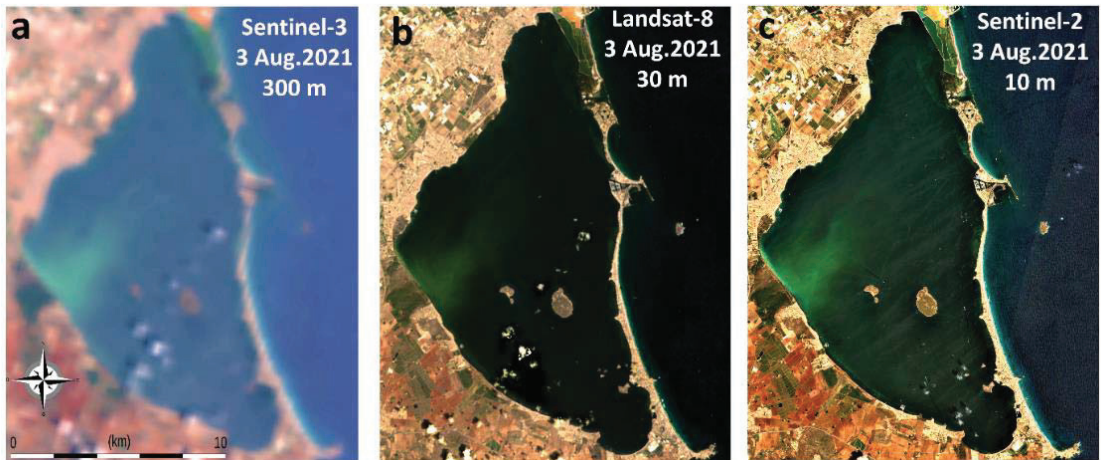 a
Sentinel-3
3 Aug.2021
300 m
0 (km) 10
b
Landsat-8
3 Aug.2021
30 m
c
Sentinel-2
3 Aug.2021
10 m